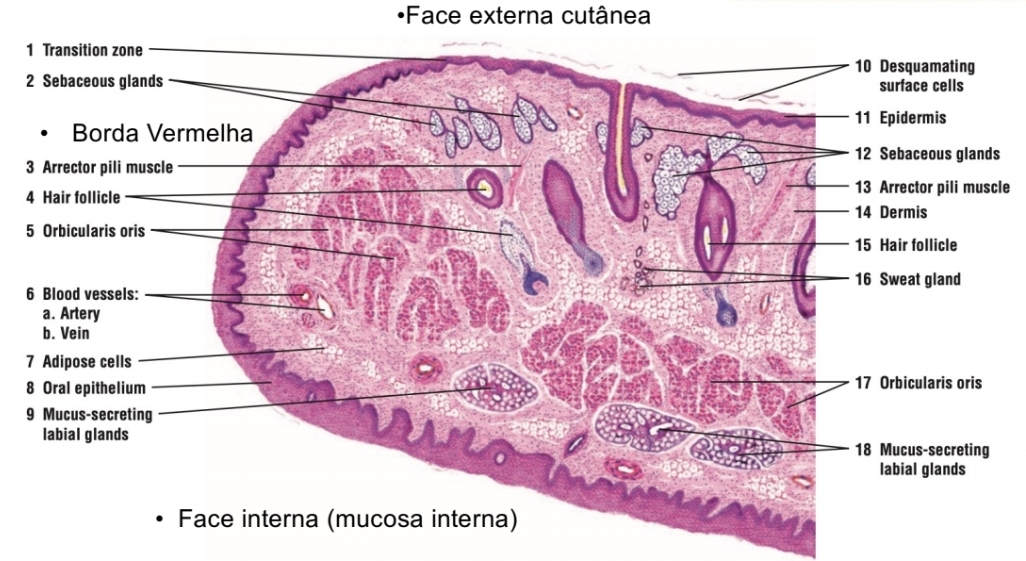 •Face externa cutânea
1 Transition zone
2 Sebaceous glands
• Borda Vermelha
3 Arrector pili muscle
4 Hair follicle
5 Orbicularis oris
6 Blood vessels:
a. Artery
b. Vein
7 Adipose cells
8 Oral epithelium
9 Mucus-secreting
labial glands
10 Desquamating
surface cells
11 Epidermis
12 Sebaceous glands
13 Arrector pili muscle
14 Dermis
15 Hair follicle
16 Sweat gland
17 Orbicularis oris
18 Mucus-secreting
labial glands
• Face interna (mucosa interna)